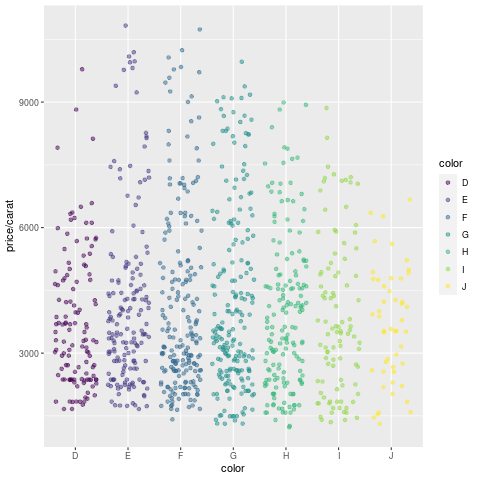 9000
6000
3000
price/carat
D E F G H I J
color
color
D
E
F
G
H
I
J